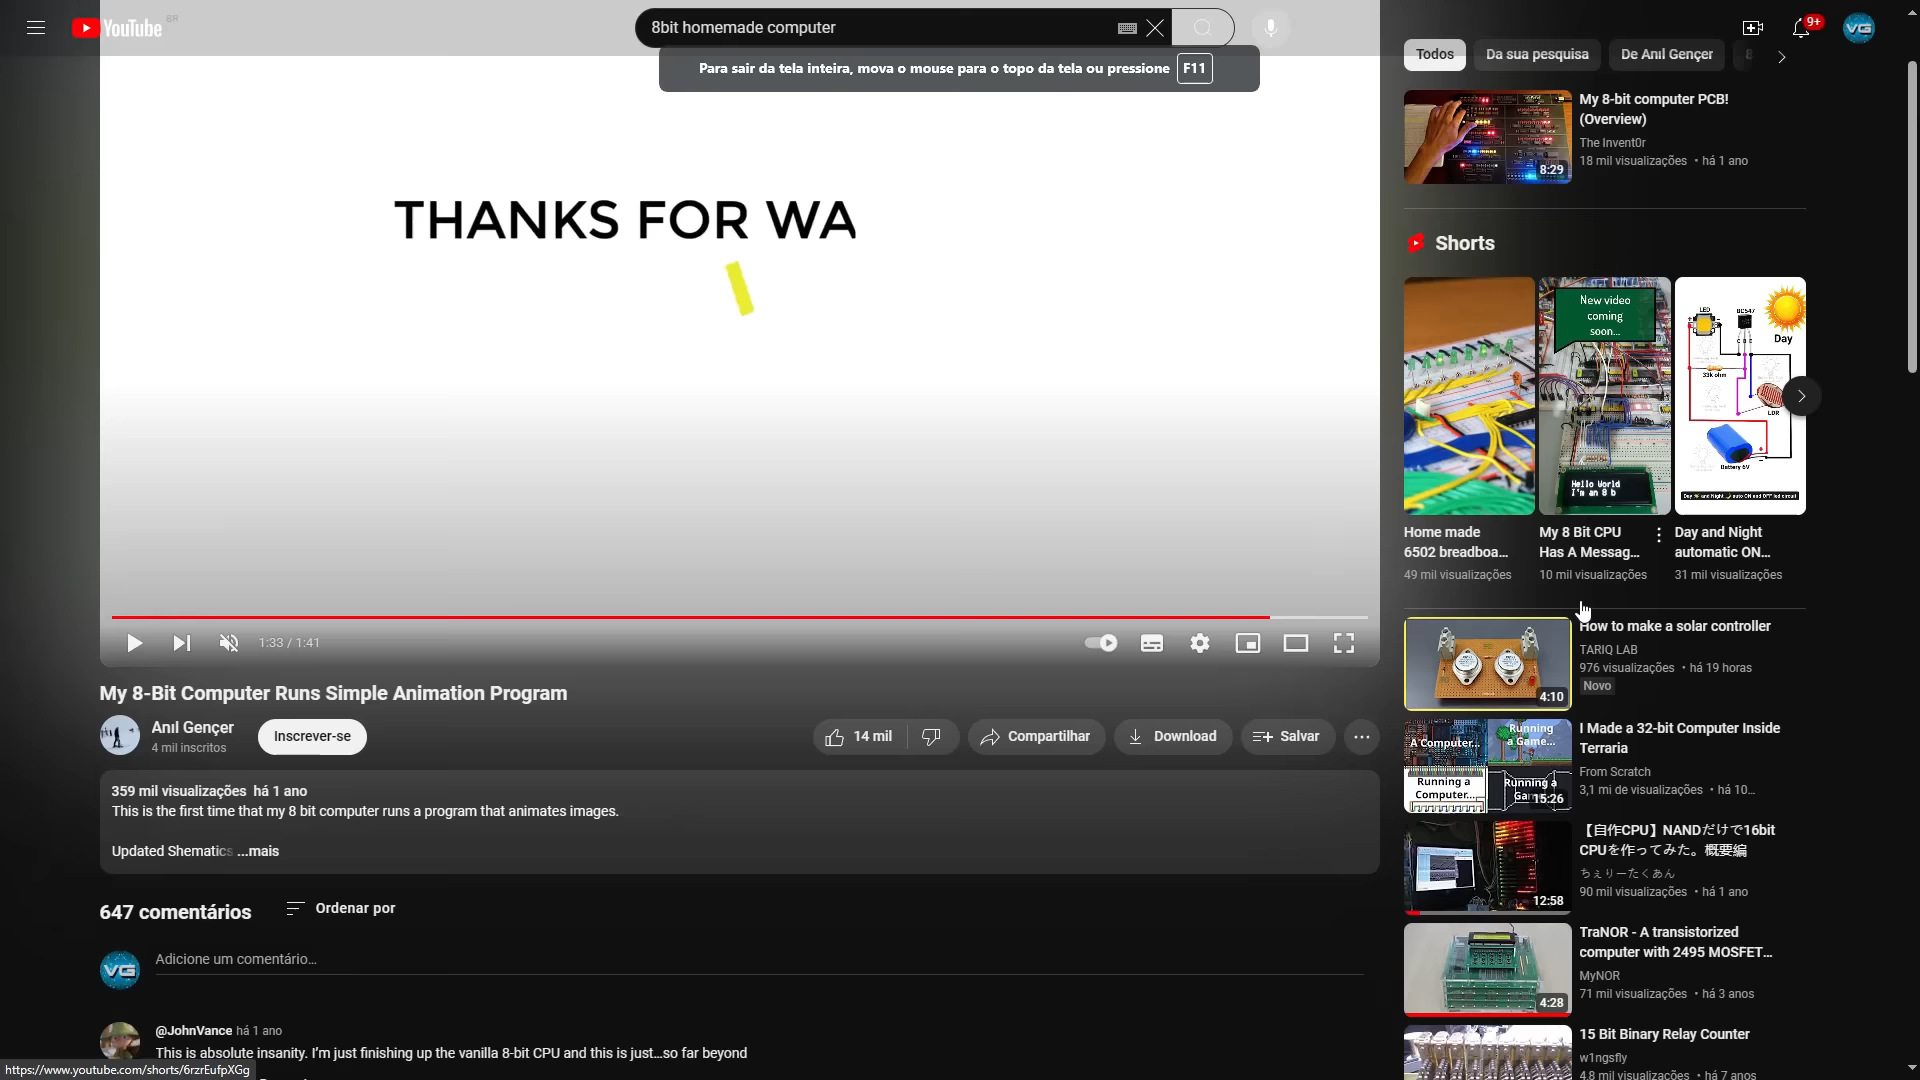 YouTube BR
8bit homemade computer
9+
VG
Para sair da tela inteira, mova o mouse para o topo da tela ou pressione F11
THANKS FOR WA
1:33 / 1:41
My 8-Bit Computer Runs Simple Animation Program
Anıl Gençer
4 mil inscritos
Inscrever-se
14 mil
Compartilhar
Download
Salvar
359 mil visualizações há 1 ano
This is the first time that my 8 bit computer runs a program that animates images.
Updated Shematics ...mais
647 comentários
Ordenar por
VG
Adicione um comentário...
@JohnVance há 1 ano
This is absolute insanity. I'm just finishing up the vanilla 8-bit CPU and this is just...so far beyond
https://www.youtube.com/shorts/6rzrEufpXGg
Todos
Da sua pesquisa
De Anıl Gençer
8:29
My 8-bit computer PCB!
(Overview)
The Invent0r
18 mil visualizações • há 1 ano
Shorts
New video
coming
soon...
Hello World
I'm an 8 b
LED
BC547
Day
33k ohm
LDR
Battery 6V
Day and Night auto ON and OFF led circuit
Home made
6502 breadboa...
49 mil visualizações
My 8 Bit CPU
Has A Messag...
10 mil visualizações
Day and Night
automatic ON...
31 mil visualizações
4:10
How to make a solar controller
TARIQ LAB
976 visualizações • há 19 horas
Novo
A Computer...
Running
a Game...
Running a
Computer...
Running a
Gam
15:26
I Made a 32-bit Computer Inside
Terraria
From Scratch
3,1 mi de visualizações • há 10...
12:58
【自作CPU】NANDだけで16bit
CPUを作ってみた。概要編
ちぇりーたくあん
90 mil visualizações • há 1 ano
4:28
TraNOR - A transistorized
computer with 2495 MOSFET...
MyNOR
71 mil visualizações • há 3 anos
15 Bit Binary Relay Counter
w1ngsfly
4,8 mil visualizações • há 7 anos